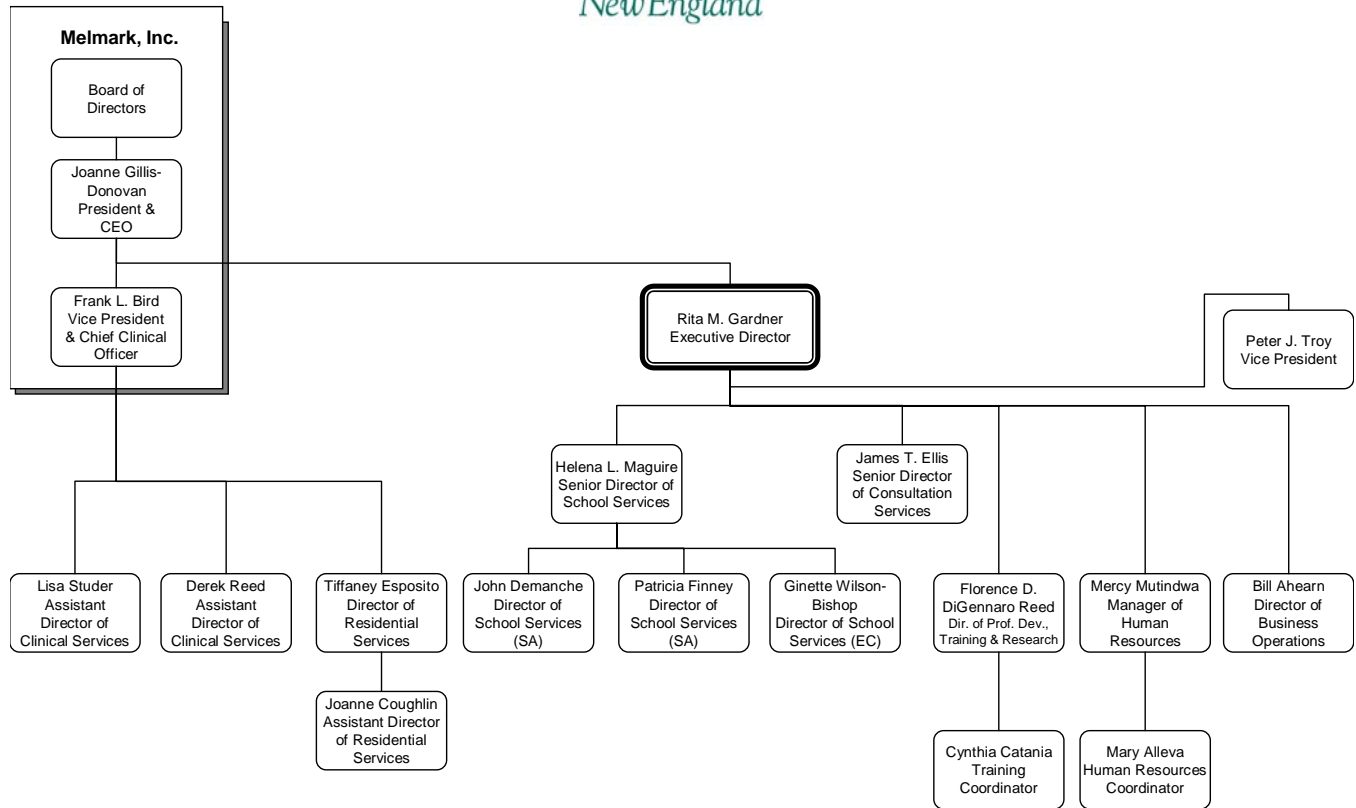 New England
Melmark, Inc.
Board of
Directors
Joanne Gillis-
Donovan
President &
CEO
Frank L. Bird
Vice President
& Chief Clinical
Officer
Rita M. Gardner
Executive Director
Peter J. Troy
Vice President
Helena L. Maguire
Senior Director of
School Services
James T. Ellis
Senior Director
of Consultation
Services
Lisa Studer
Assistant
Director of
Clinical Services
Derek Reed
Assistant
Director of
Clinical Services
Tiffaney Esposito
Director of
Residential
Services
John Demanche
Director of
School Services
(SA)
Patricia Finney
Director of
School Services
(SA)
Ginette Wilson-
Bishop
Director of School
Services (EC)
Florence D.
DiGennaro Reed
Dir. of Prof. Dev.,
Training & Research
Mercy Mutindwa
Manager of
Human
Resources
Bill Ahearn
Director of
Business
Operations
Joanne Coughlin
Assistant Director
of Residential
Services
Cynthia Catania
Training
Coordinator
Mary Alleva
Human Resources
Coordinator